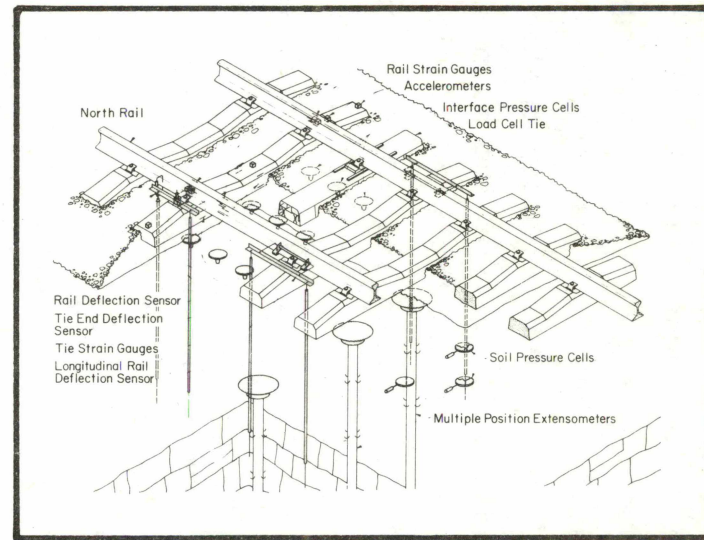 Rail Strain Gauges
Accelerometers
North Rail
Interface Pressure Cells
Load Cell Tie
Rail Deflection Sensor
Tie End Deflection
Sensor
Tie Strain Gauges
Longitudinal Rail
Deflection Sensor
Soil Pressure Cells
Multiple Position Extensometers